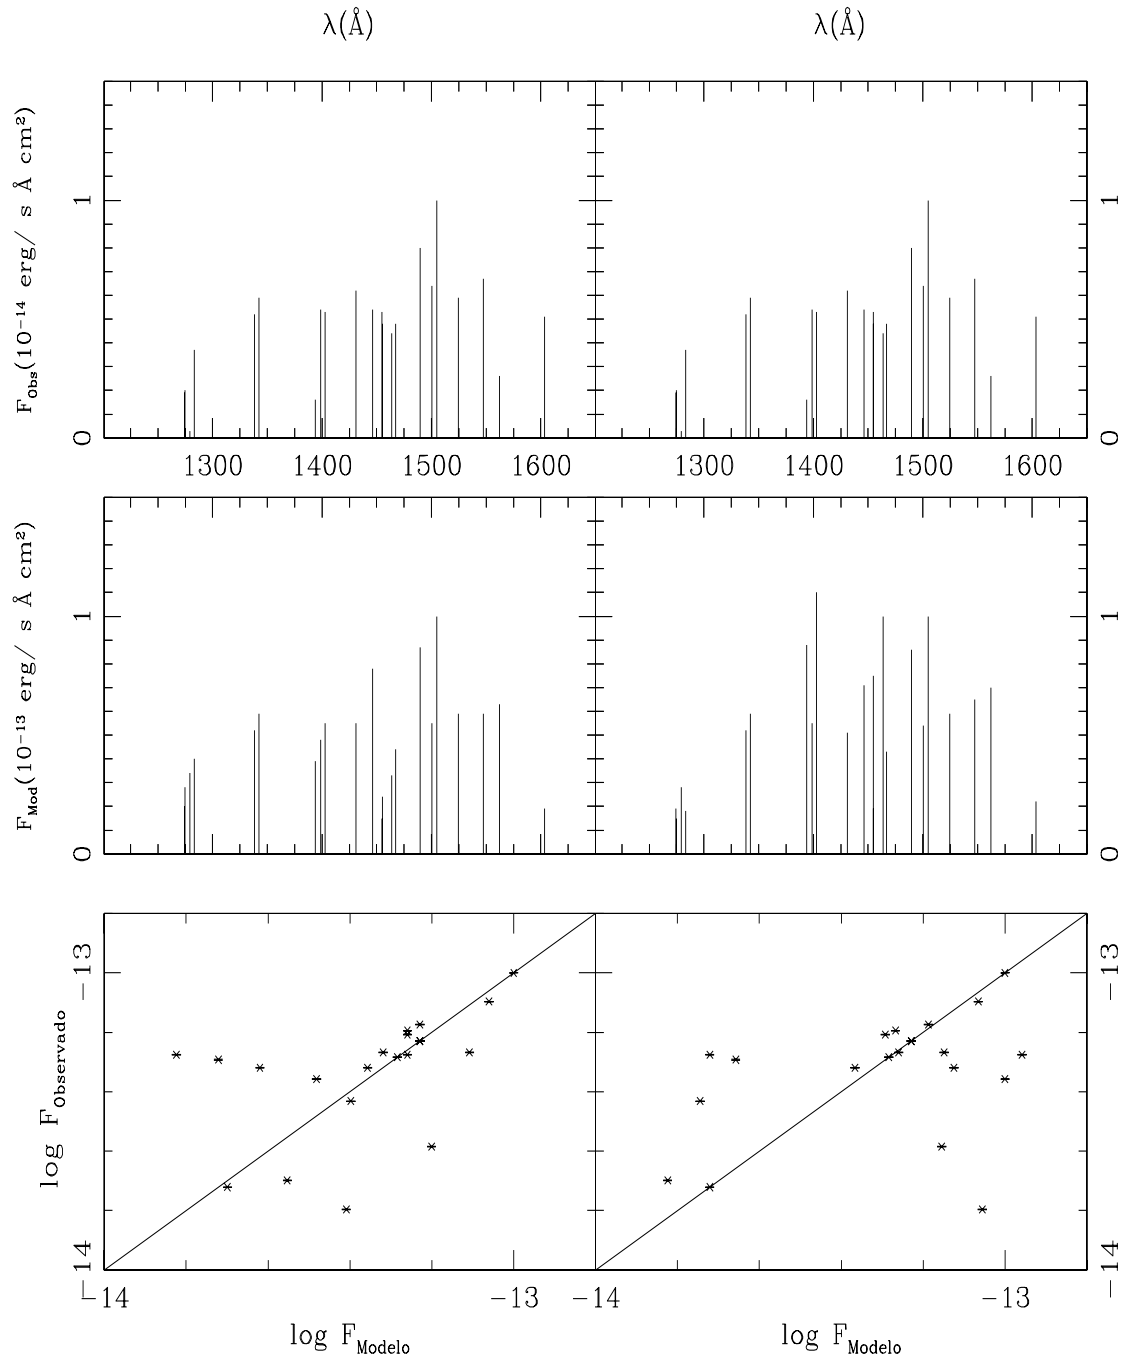 λ(Å) λ(Å)
F_Obs(10⁻¹⁴ erg/ s Å cm²)
1 1
0 0
1300 1400 1500 1600 1300 1400 1500 1600
F_Mod(10⁻¹³ erg/ s Å cm²)
1 1
0 0
log F_Observado
−13 −13
−14 −14
−14 −13 −14 −13
log F_Modelo log F_Modelo